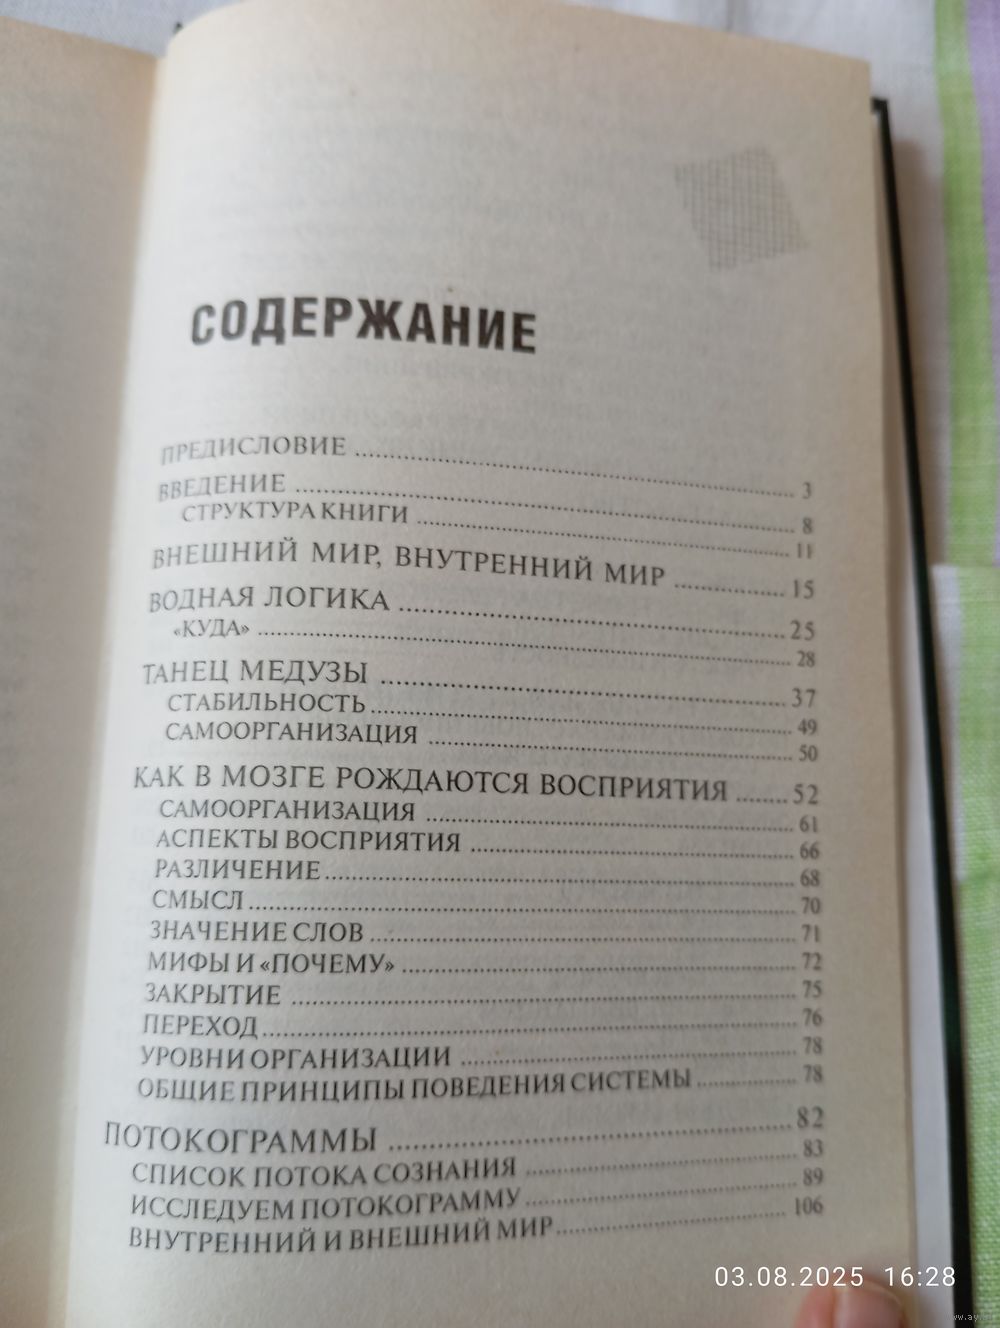 СОДЕРЖАНИЕ
ПРЕДИСЛОВИЕ ........ 3
ВВЕДЕНИЕ ........ 8
СТРУКТУРА КНИГИ ........ 11
ВНЕШНИЙ МИР, ВНУТРЕННИЙ МИР ........ 15
ВОДНАЯ ЛОГИКА ........ 25
«КУДА» ........ 28
ТАНЕЦ МЕДУЗЫ ........ 37
СТАБИЛЬНОСТЬ ........ 49
САМООРГАНИЗАЦИЯ ........ 50
КАК В МОЗГЕ РОЖДАЮТСЯ ВОСПРИЯТИЯ ........ 52
САМООРГАНИЗАЦИЯ ........ 61
АСПЕКТЫ ВОСПРИЯТИЯ ........ 66
РАЗЛИЧЕНИЕ ........ 68
СМЫСЛ ........ 70
ЗНАЧЕНИЕ СЛОВ ........ 71
МИФЫ И «ПОЧЕМУ» ........ 72
ЗАКРЫТИЕ ........ 75
ПЕРЕХОД ........ 76
УРОВНИ ОРГАНИЗАЦИИ ........ 78
ОБЩИЕ ПРИНЦИПЫ ПОВЕДЕНИЯ СИСТЕМЫ ........ 78
ПОТОКОГРАММЫ ........ 82
СПИСОК ПОТОКА СОЗНАНИЯ ........ 83
ИССЛЕДУЕМ ПОТОКОГРАММУ ........ 89
ВНУТРЕННИЙ И ВНЕШНИЙ МИР ........ 106
03.08.2025 16:28